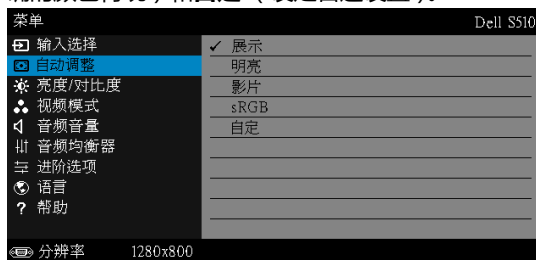 菜单 Dell S510
输入选择
✓ 展示
自动调整
明亮
亮度/对比度
影片
视频模式
sRGB
音频音量
自定
音频均衡器
进阶选项
语言
? 帮助
分辨率 1280x800